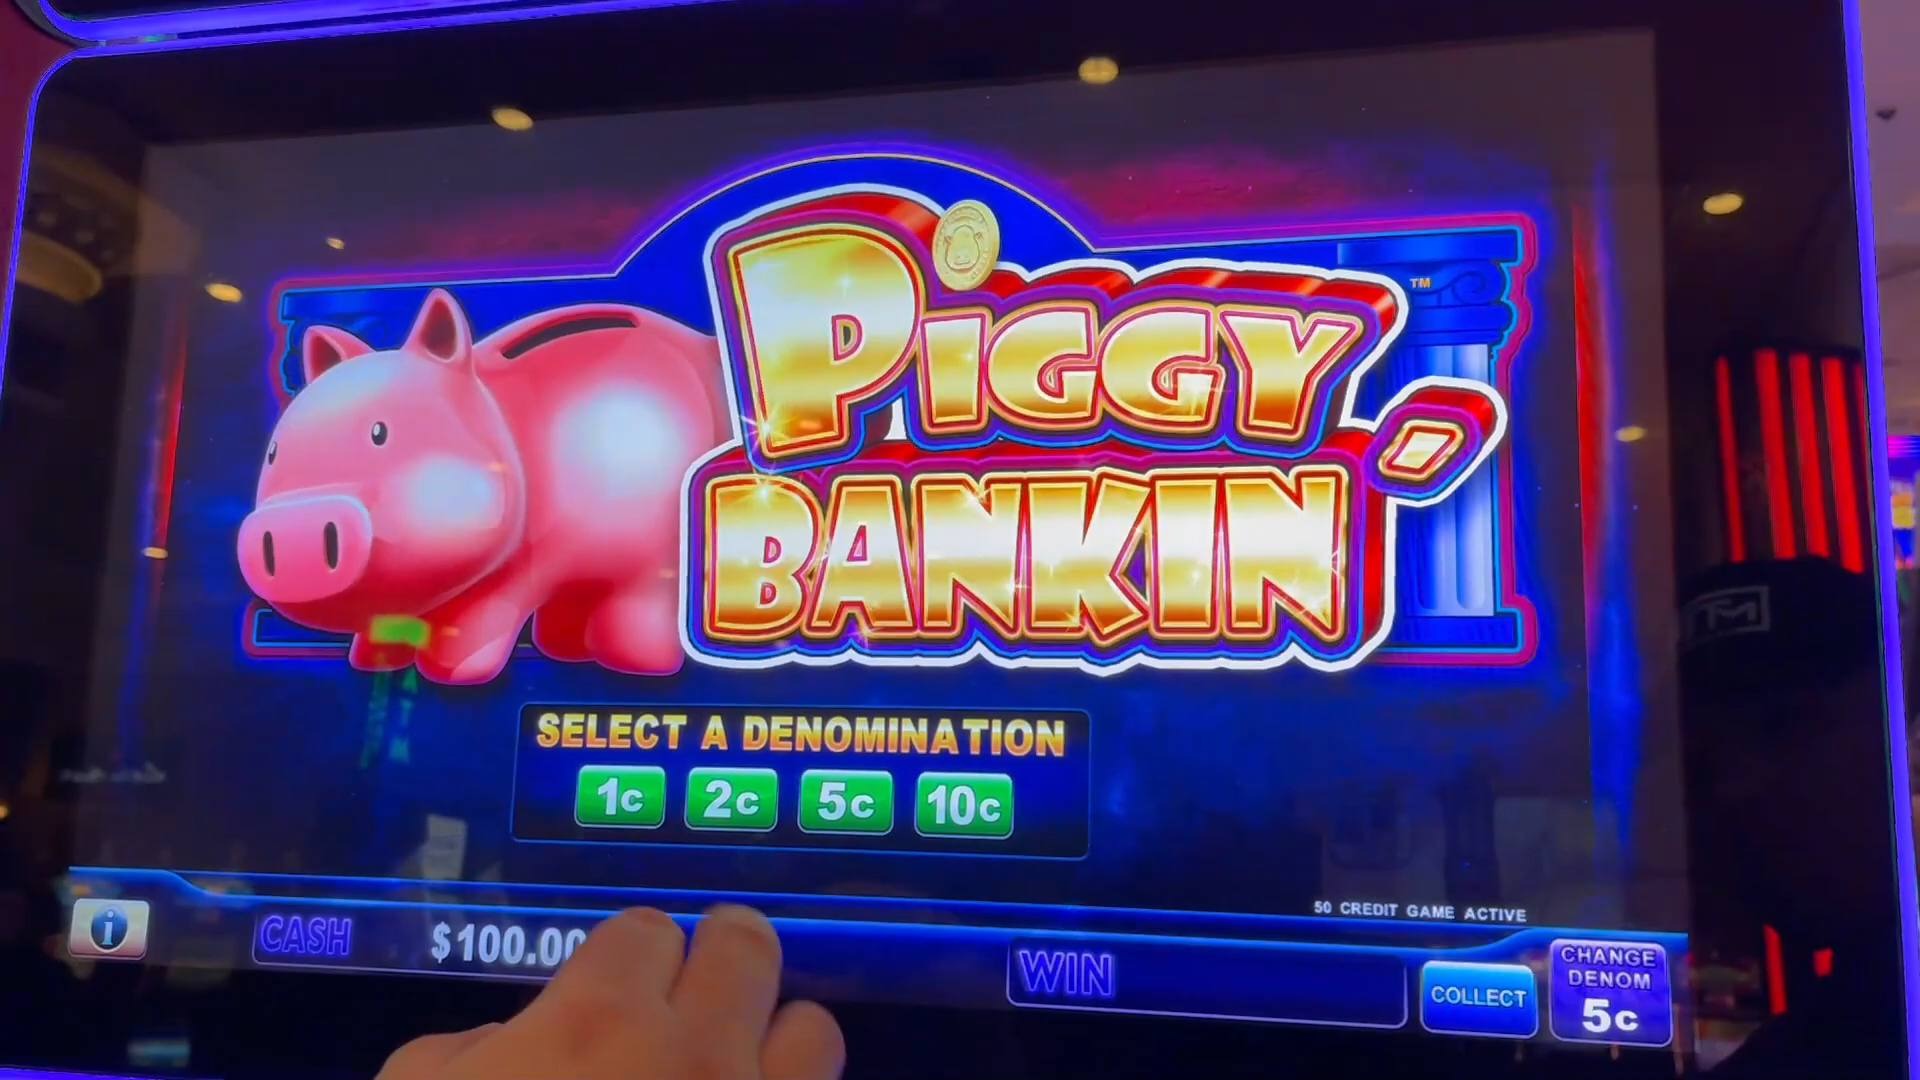 PIGGY
BANKIN'
TM
SELECT A DENOMINATION
1c 2c 5c 10c
50 CREDIT GAME ACTIVE
i CASH $100.00 WIN COLLECT
CHANGE
DENOM
5c
ATM